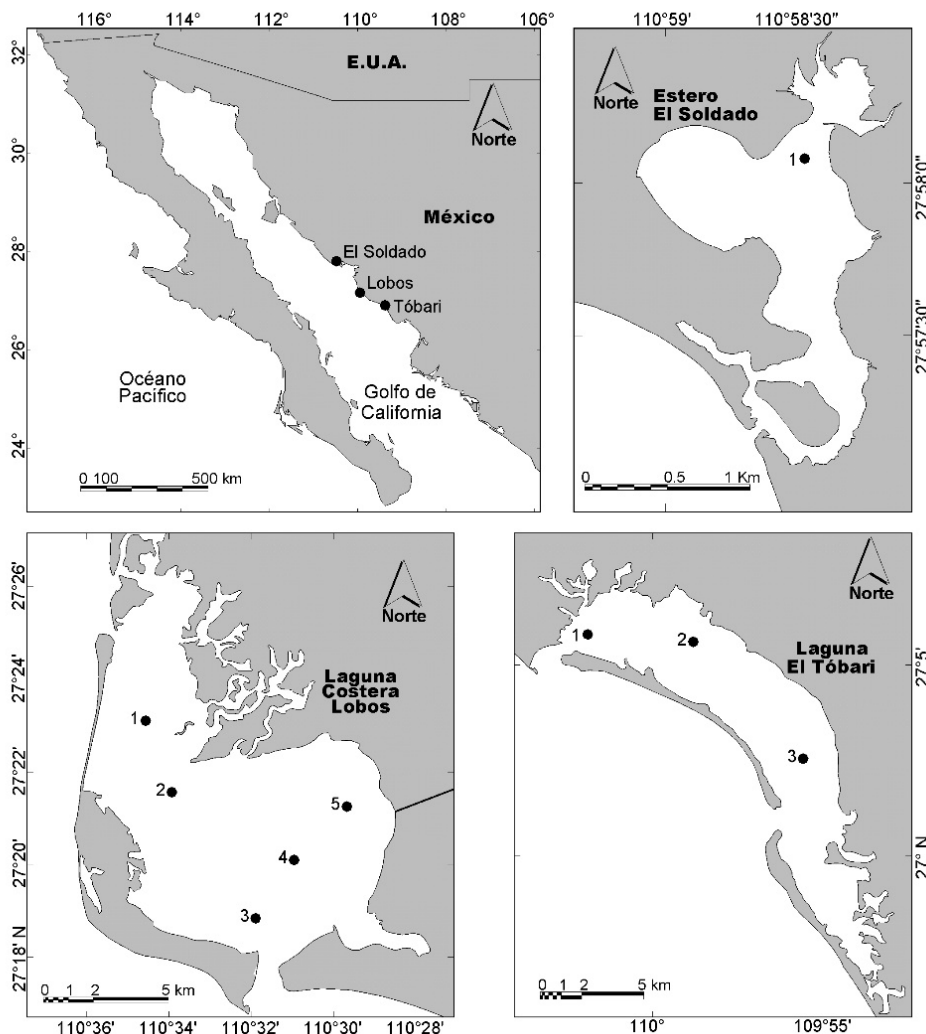 116° 114° 112° 110° 108° 106°
32°
30°
28°
26°
24°
E.U.A.
Norte
México
El Soldado
Lobos
Tóbari
Océano
Pacífico
Golfo de
California
0 100 500 km
110°59' 110°58'30"
Norte
Estero
El Soldado
1
27°58'0"
27°57'30"
0 0.5 1 Km
27°26'
27°24'
27°22'
27°20'
27°18'
Norte
Laguna
Costera
Lobos
1
2
5
4
3
0 1 2 5 km
110°36' 110°34' 110°32' 110°30' 110°28'
Norte
1
2
Laguna
El Tóbari
27°5'
3
27° N
0 1 2 5 km
110° 109°55'